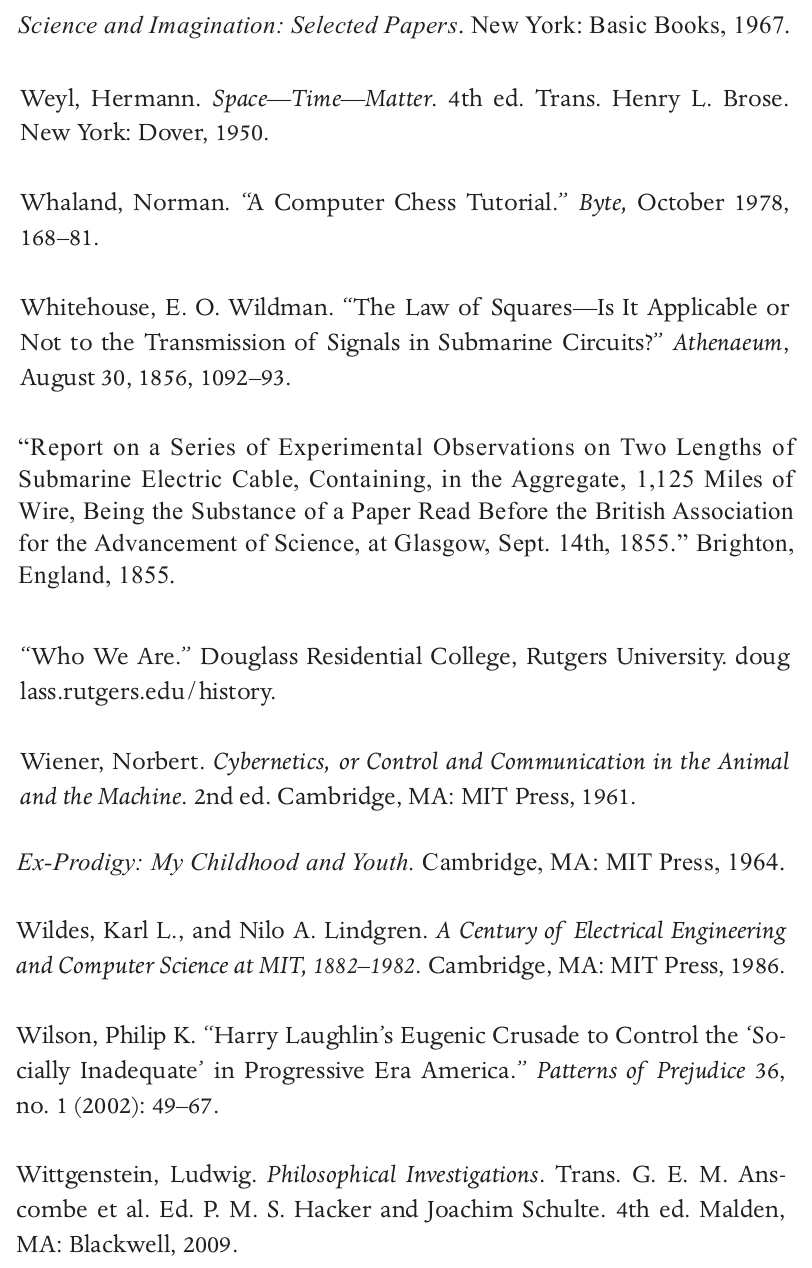 Science and Imagination: Selected Papers. New York: Basic Books, 1967.
Weyl, Hermann. Space—Time—Matter. 4th ed. Trans. Henry L. Brose.
New York: Dover, 1950.
Whaland, Norman. “A Computer Chess Tutorial.” Byte, October 1978,
168–81.
Whitehouse, E. O. Wildman. “The Law of Squares—Is It Applicable or
Not to the Transmission of Signals in Submarine Circuits?” Athenaeum,
August 30, 1856, 1092–93.
“Report on a Series of Experimental Observations on Two Lengths of
Submarine Electric Cable, Containing, in the Aggregate, 1,125 Miles of
Wire, Being the Substance of a Paper Read Before the British Association
for the Advancement of Science, at Glasgow, Sept. 14th, 1855.” Brighton,
England, 1855.
“Who We Are.” Douglass Residential College, Rutgers University. doug
lass.rutgers.edu/history.
Wiener, Norbert. Cybernetics, or Control and Communication in the Animal
and the Machine. 2nd ed. Cambridge, MA: MIT Press, 1961.
Ex-Prodigy: My Childhood and Youth. Cambridge, MA: MIT Press, 1964.
Wildes, Karl L., and Nilo A. Lindgren. A Century of Electrical Engineering
and Computer Science at MIT, 1882–1982. Cambridge, MA: MIT Press, 1986.
Wilson, Philip K. “Harry Laughlin’s Eugenic Crusade to Control the ‘So-
cially Inadequate’ in Progressive Era America.” Patterns of Prejudice 36,
no. 1 (2002): 49–67.
Wittgenstein, Ludwig. Philosophical Investigations. Trans. G. E. M. Ans-
combe et al. Ed. P. M. S. Hacker and Joachim Schulte. 4th ed. Malden,
MA: Blackwell, 2009.